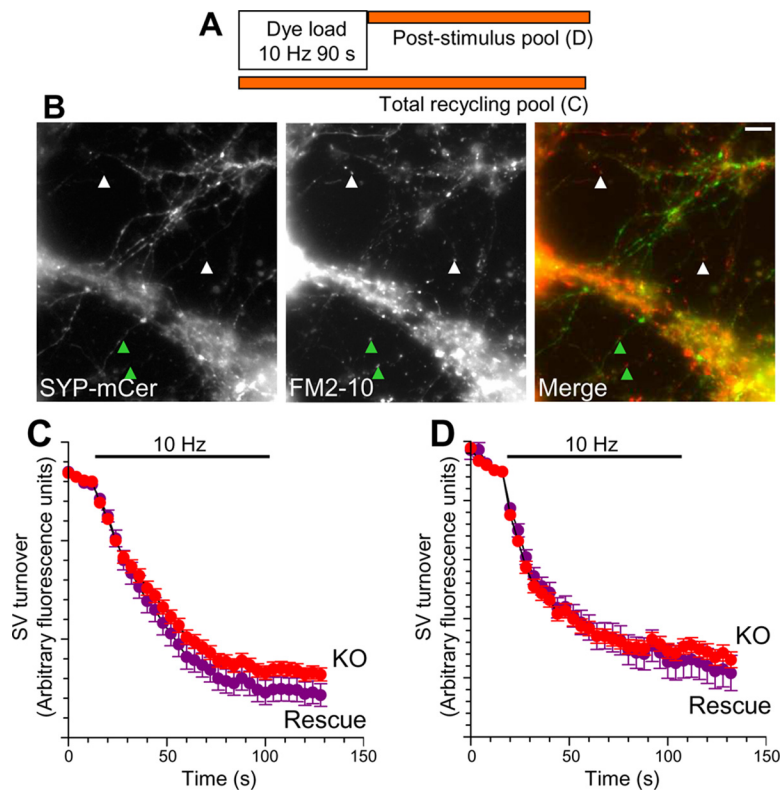 A
Dye load
10 Hz 90 s
Post-stimulus pool (D)
Total recycling pool (C)
B
SYP-mCer
FM2-10
Merge
C
10 Hz
SV turnover
(Arbitrary fluorescence units)
KO
Rescue
0 50 100 150
Time (s)
D
10 Hz
SV turnover
(Arbitrary fluorescence units)
KO
Rescue
0 50 100 150
Time (s)